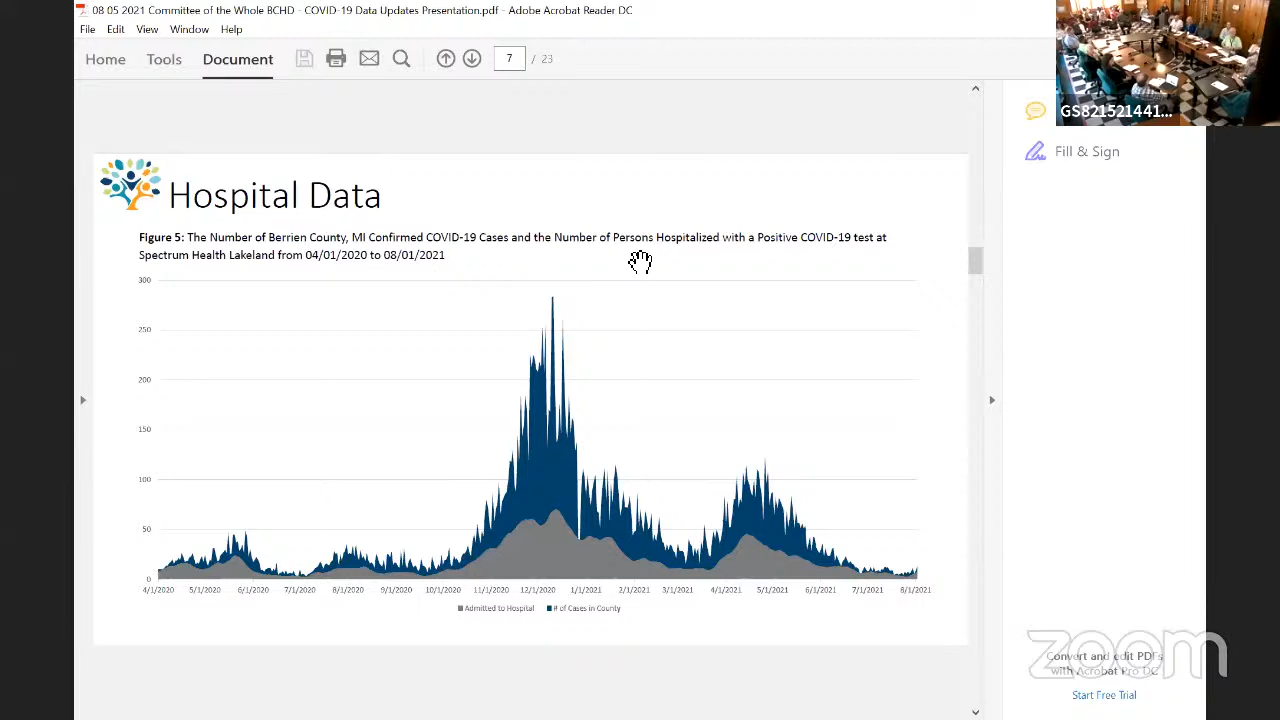 08 05 2021 Committee of the Whole BCHD - COVID-19 Data Updates Presentation.pdf - Adobe Acrobat Reader DC
File Edit View Window Help
Home Tools Document 7 / 23
GS821521441...
Fill & Sign
Hospital Data
Figure 5: The Number of Berrien County, MI Confirmed COVID-19 Cases and the Number of Persons Hospitalized with a Positive COVID-19 test at
Spectrum Health Lakeland from 04/01/2020 to 08/01/2021
300
250
200
150
100
50
0
4/1/2020 5/1/2020 6/1/2020 7/1/2020 8/1/2020 9/1/2020 10/1/2020 11/1/2020 12/1/2020 1/1/2021 2/1/2021 3/1/2021 4/1/2021 5/1/2021 6/1/2021 7/1/2021 8/1/2021
Admitted to Hospital # of Cases in County
zoom
Convert and edit PDFs
with Acrobat Pro DC
Start Free Trial